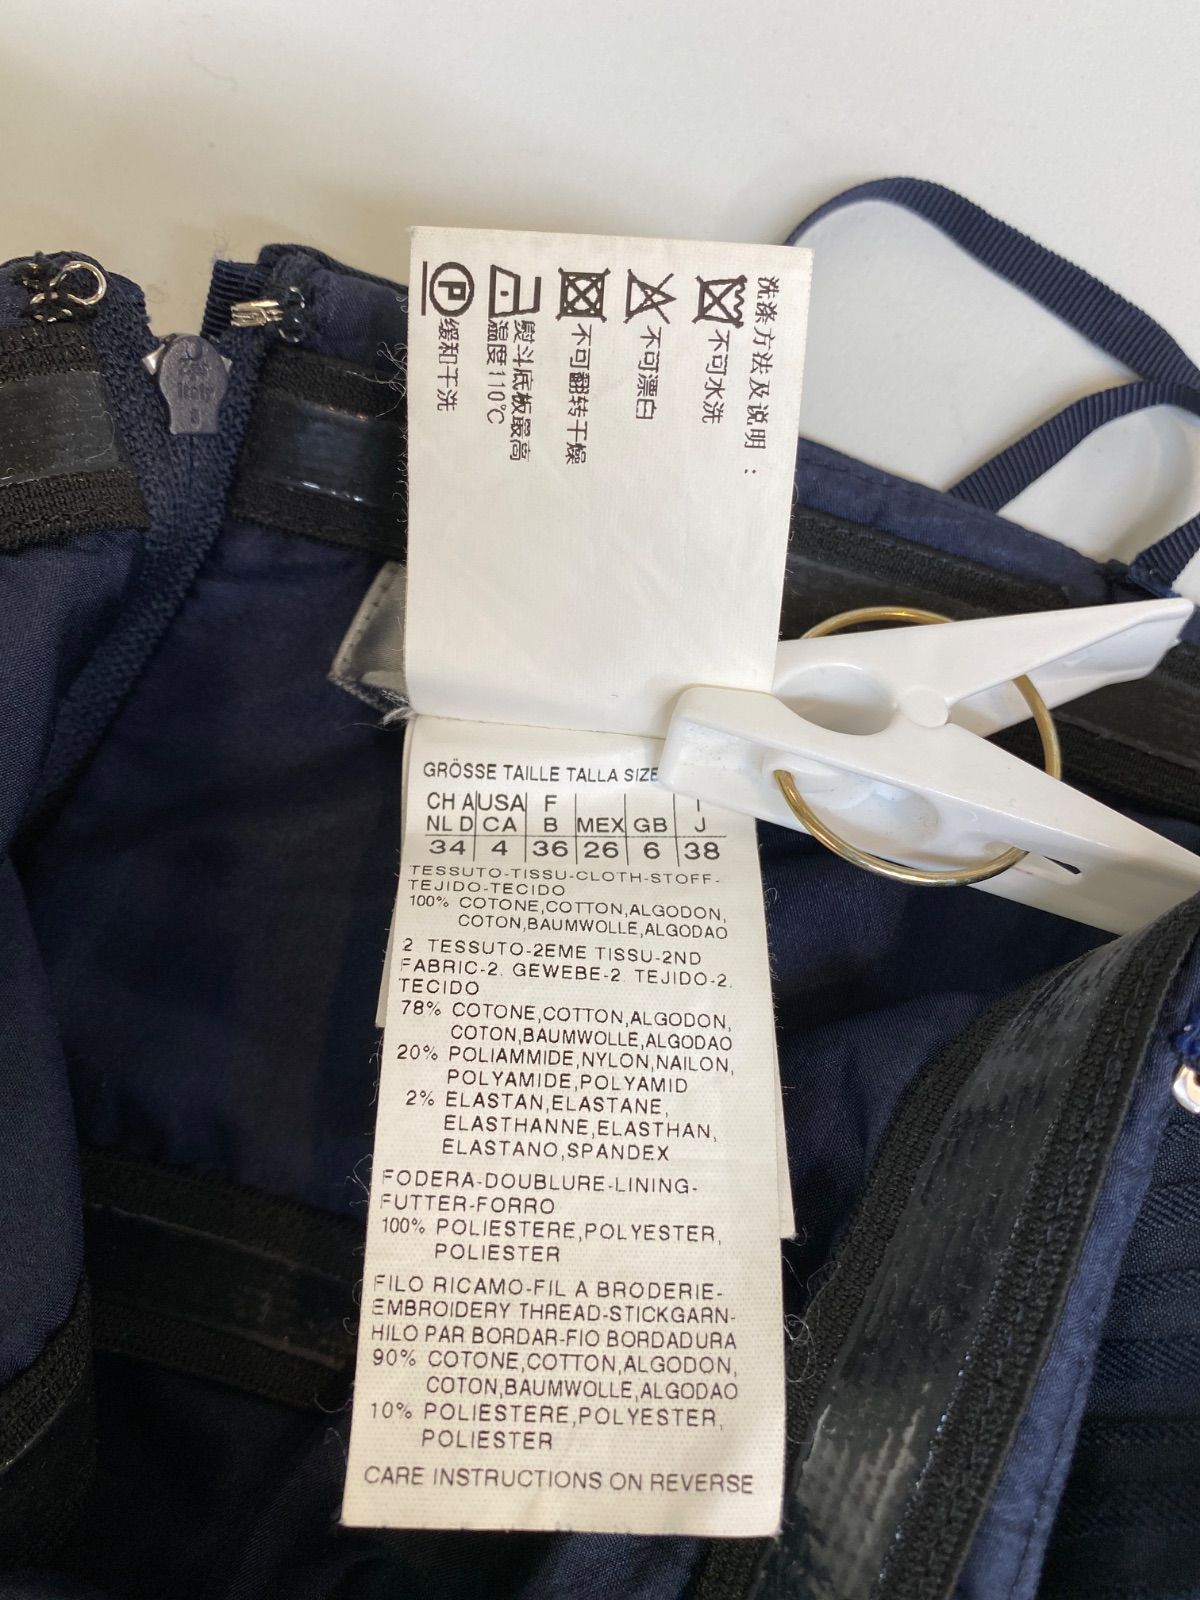 洗涤方法及说明：
不可水洗
不可漂白
不可翻转干燥
熨斗底板最高
温度110℃
P
缓和干洗
GRÖSSE TAILLE TALLA SIZE
CH A USA F
NL D CA B MEX GB J
34 4 36 26 6 38
TESSUTO-TISSU-CLOTH-STOFF-
TEJIDO-TECIDO
100% COTONE,COTTON,ALGODON,
COTON,BAUMWOLLE,ALGODAO
2 TESSUTO-2EME TISSU-2ND
FABRIC-2. GEWEBE-2. TEJIDO-2.
TECIDO
78% COTONE,COTTON,ALGODON,
COTON,BAUMWOLLE,ALGODAO
20% POLIAMMIDE,NYLON,NAILON,
POLYAMIDE,POLYAMID
2% ELASTAN,ELASTANE,
ELASTHANNE,ELASTHAN,
ELASTANO,SPANDEX
FODERA-DOUBLURE-LINING-
FUTTER-FORRO
100% POLIESTERE,POLYESTER,
POLIESTER
FILO RICAMO-FIL A BRODERIE-
EMBROIDERY THREAD-STICKGARN-
HILO PAR BORDAR-FIO BORDADURA
90% COTONE,COTTON,ALGODON,
COTON,BAUMWOLLE,ALGODAO
10% POLIESTERE,POLYESTER,
POLIESTER
CARE INSTRUCTIONS ON REVERSE